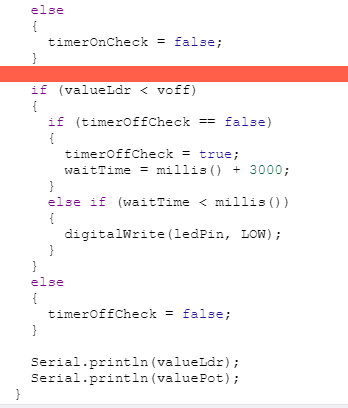 else
{
timerOnCheck = false;
}
if (valueLdr < voff)
{
if (timerOffCheck == false)
{
timerOffCheck = true;
waitTime = millis() + 3000;
}
else if (waitTime < millis())
{
digitalWrite(ledPin, LOW);
}
}
else
{
timerOffCheck = false;
}
Serial.println(valueLdr);
Serial.println(valuePot);
}